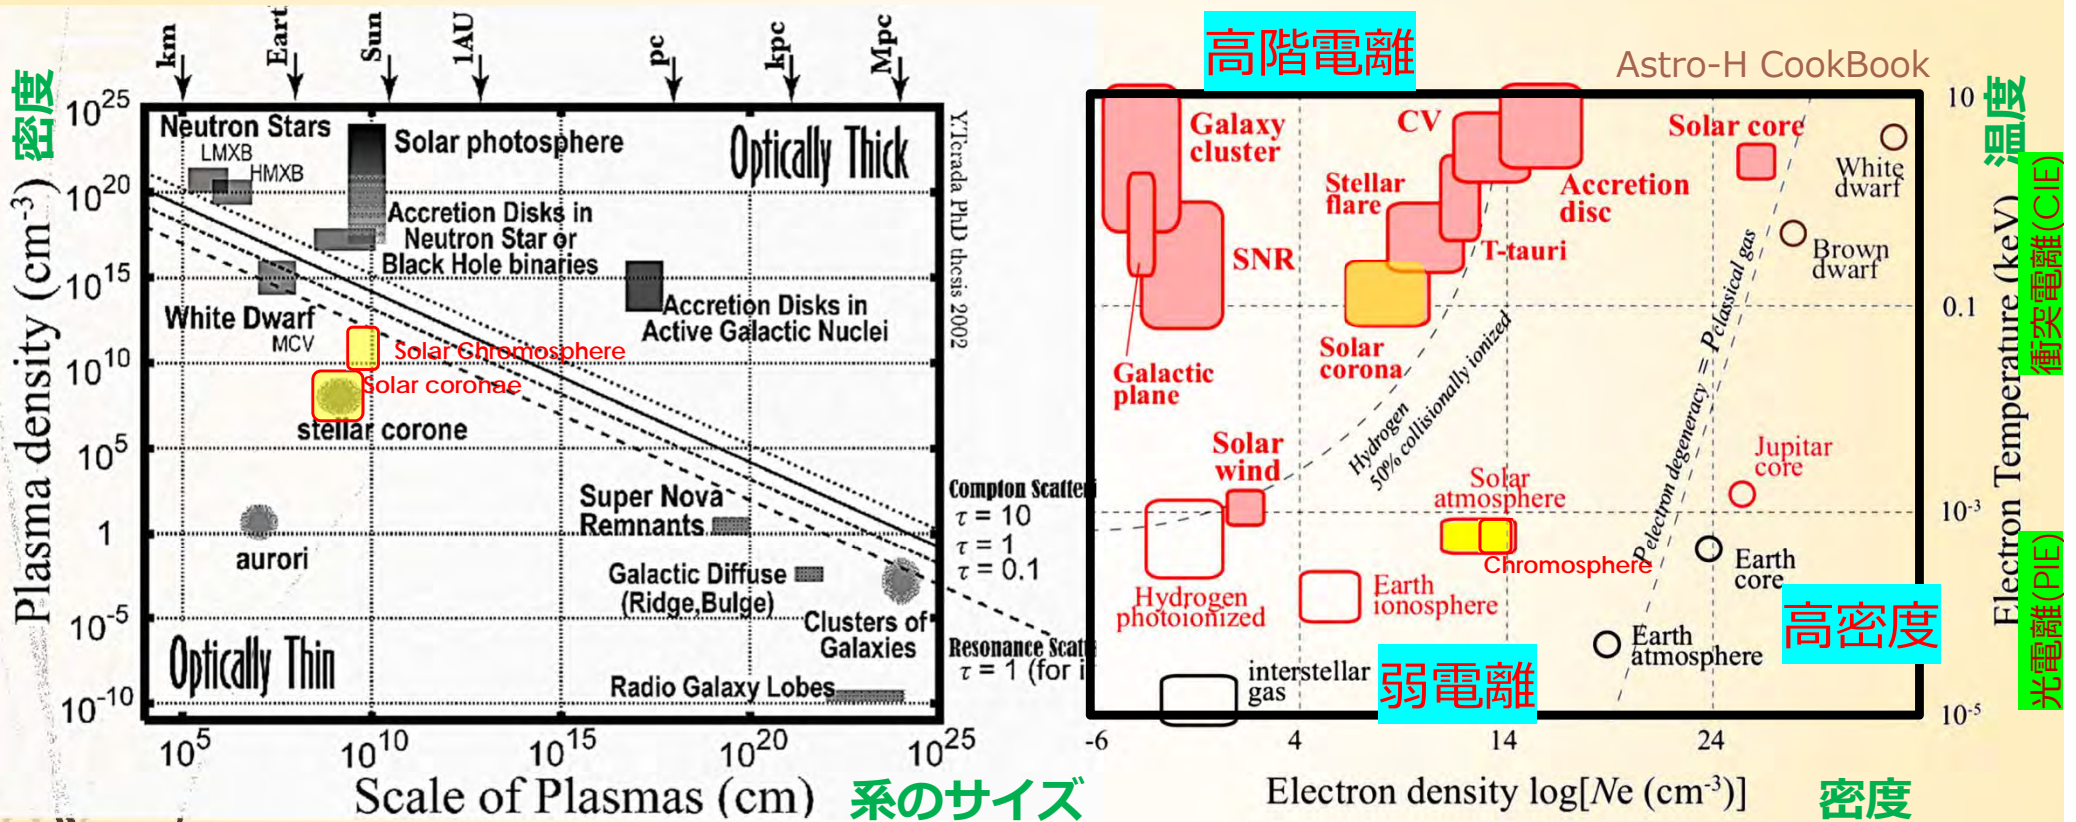 km
Eart
Sun
1AU
pc
kpc
Mpc
密度
Plasma density (cm-3)
10^25
10^20
10^15
10^10
10^5
1
10^-5
10^-10
Neutron Stars
LMXB
HMXB
Solar photosphere
Optically Thick
Accretion Disks in
Neutron Star or
Black Hole binaries
White Dwarf
MCV
Accretion Disks in
Active Galactic Nuclei
Solar Chromosphere
Solar coronae
stellar corone
aurori
Super Nova
Remnants
Galactic Diffuse
(Ridge,Bulge)
Clusters of
Galaxies
Optically Thin
Radio Galaxy Lobes
10^5
10^10
10^15
10^20
10^25
Scale of Plasmas (cm)
系のサイズ
Y.Terada PhD thesis 2002
Compton Scatteri
τ = 10
τ = 1
τ = 0.1
Resonance Scatt
τ = 1 (for i
高階電離
Astro-H CookBook
Galaxy
cluster
CV
Solar core
White
dwarf
Stellar
flare
Accretion
disc
SNR
T-tauri
Brown
dwarf
Galactic
plane
Solar
corona
Hydrogen
50% collisionally ionized
Pelectron degeneracy = Pclassical gas
Solar
wind
Solar
atmosphere
Chromosphere
Jupitar
core
Hydrogen
photoionized
Earth
ionosphere
Earth
core
interstellar
gas
弱電離
Earth
atmosphere
高密度
10
0.1
10^-3
10^-5
温度
Electron Temperature (keV)
衝突電離(CIE)
光電離(PIE)
-6
4
14
24
Electron density log[Ne (cm-3)]
密度